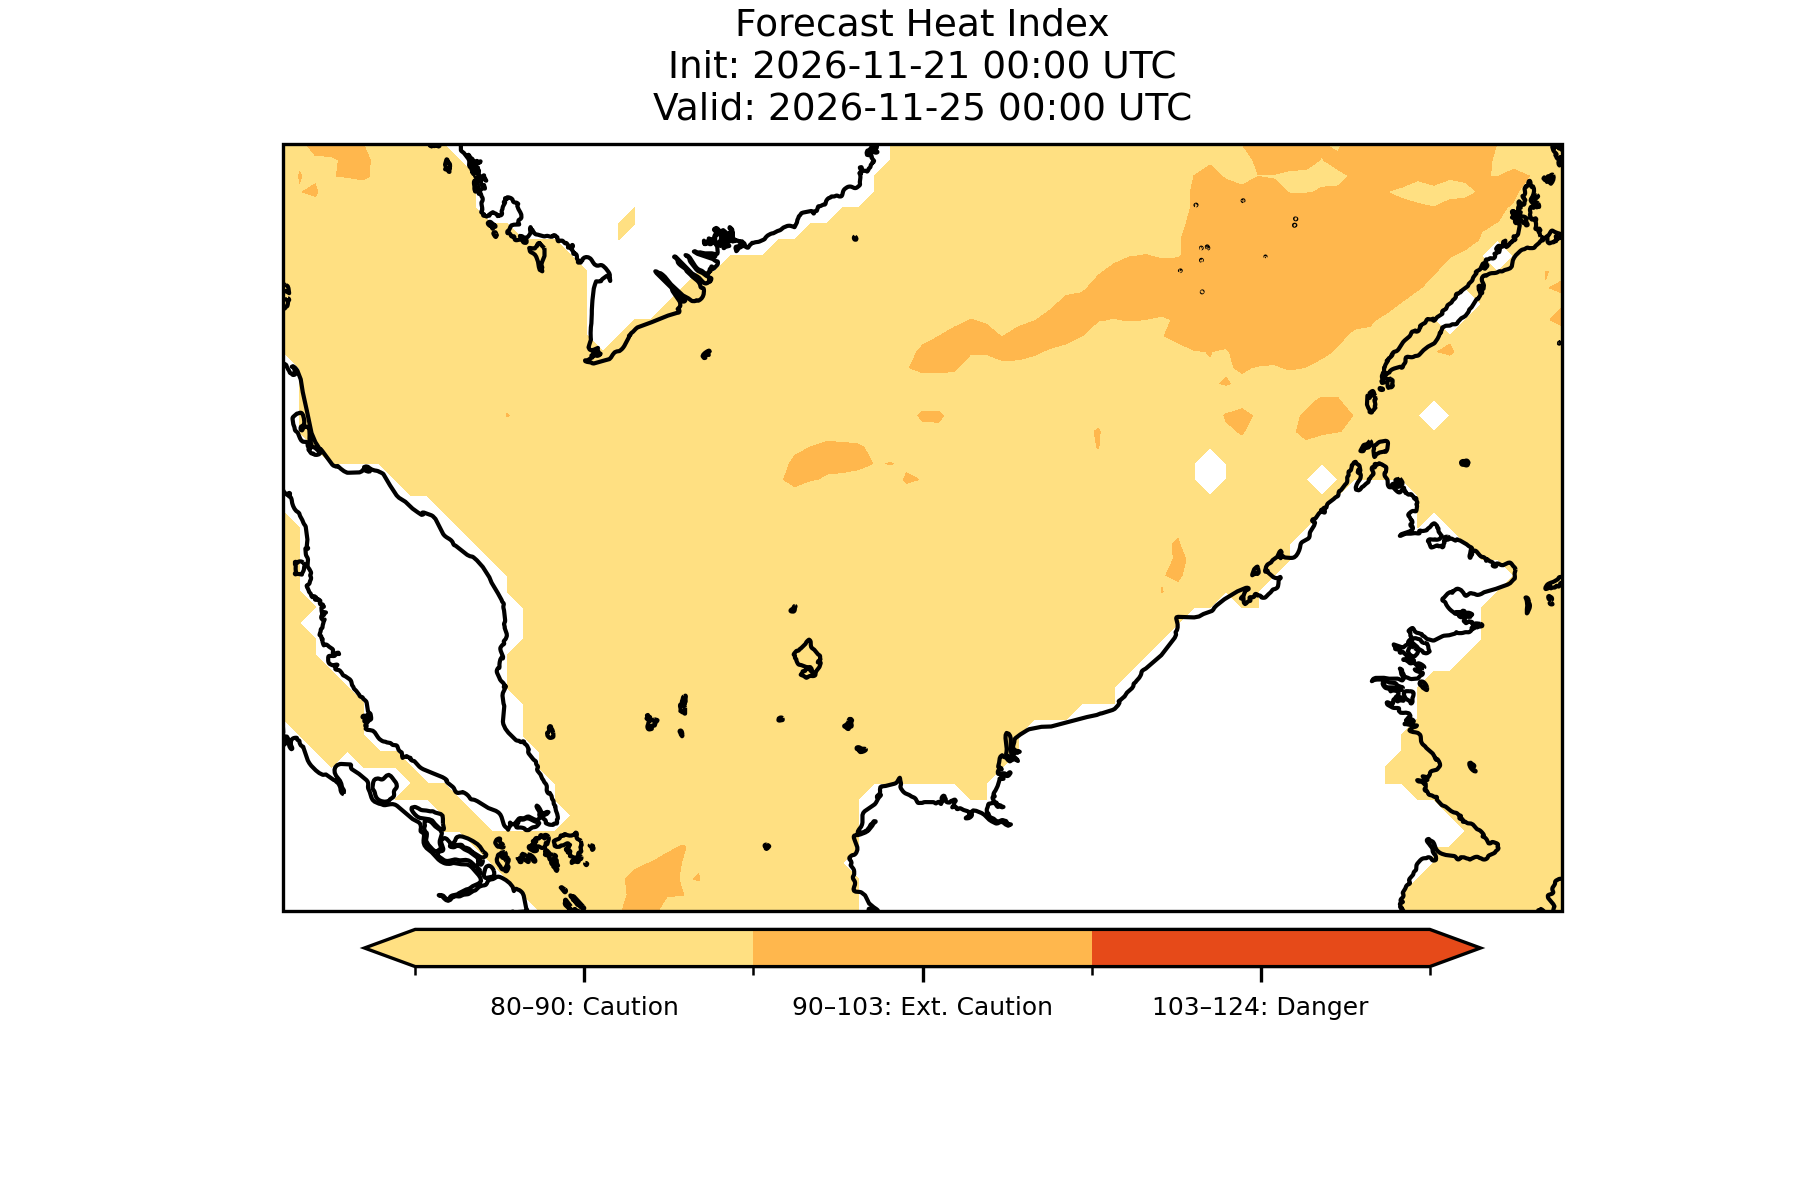 Forecast Heat Index
Init: 2026-11-21 00:00 UTC
Valid: 2026-11-25 00:00 UTC
80–90: Caution
90–103: Ext. Caution
103–124: Danger